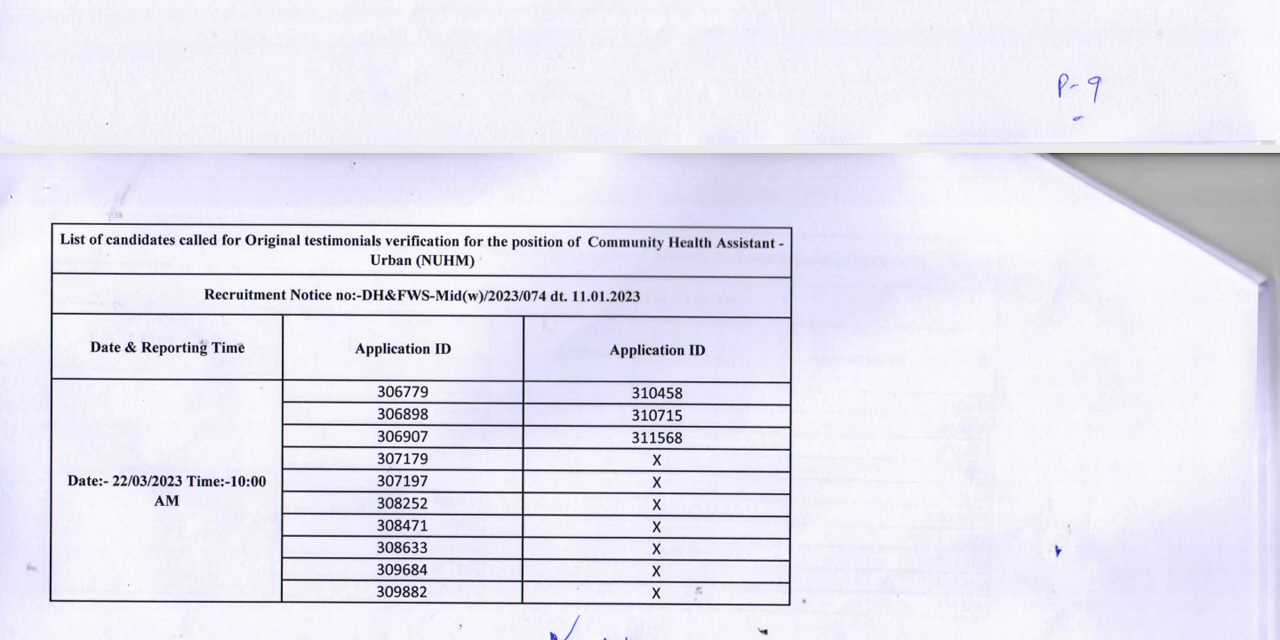 P-9
List of candidates called for Original testimonials verification for the position of Community Health Assistant -
Urban (NUHM)
Recruitment Notice no:-DH&FWS-Mid(w)/2023/074 dt. 11.01.2023
Date & Reporting Time Application ID Application ID
306779 310458
306898 310715
306907 311568
307179 X
Date:- 22/03/2023 Time:-10:00
AM
307197 X
308252 X
308471 X
308633 X
309684 X
309882 X